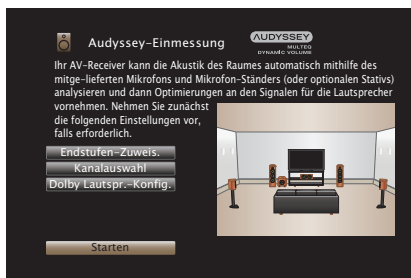 Audyssey-Einmessung
AUDYSSEY
MULTEQ
DYNAMIC VOLUME
Ihr AV-Receiver kann die Akustik des Raumes automatisch mithilfe des
mitge-lieferten Mikrofons und Mikrofon-Ständers (oder optionalen Stativs)
analysieren und dann Optimierungen an den Signalen für die Lautsprecher
vornehmen. Nehmen Sie zunächst
die folgenden Einstellungen vor,
falls erforderlich.
Endstufen-Zuweis.
Kanalauswahl
Dolby Lautspr.-Konfig.
Starten